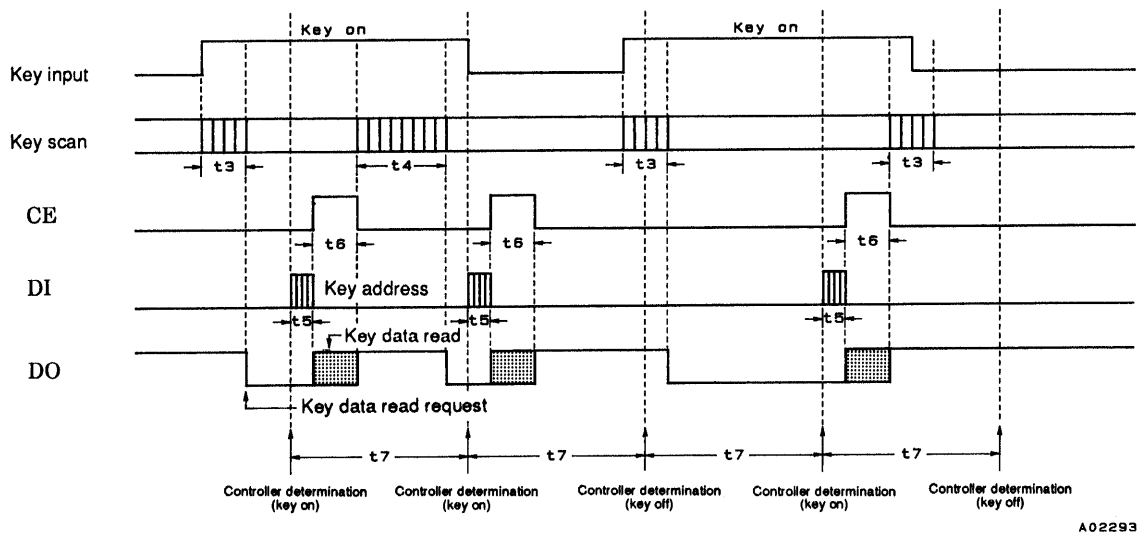 Key on Key on
Key input
Key scan
t3 t4 t3 t3
CE
t6 t6 t6
DI
Key address
t5 t5 t5
Key data read
DO
Key data read request
t7 t7 t7 t7
Controller determination (key on)
Controller determination (key on)
Controller determination (key off)
Controller determination (key on)
Controller determination (key off)
A02293